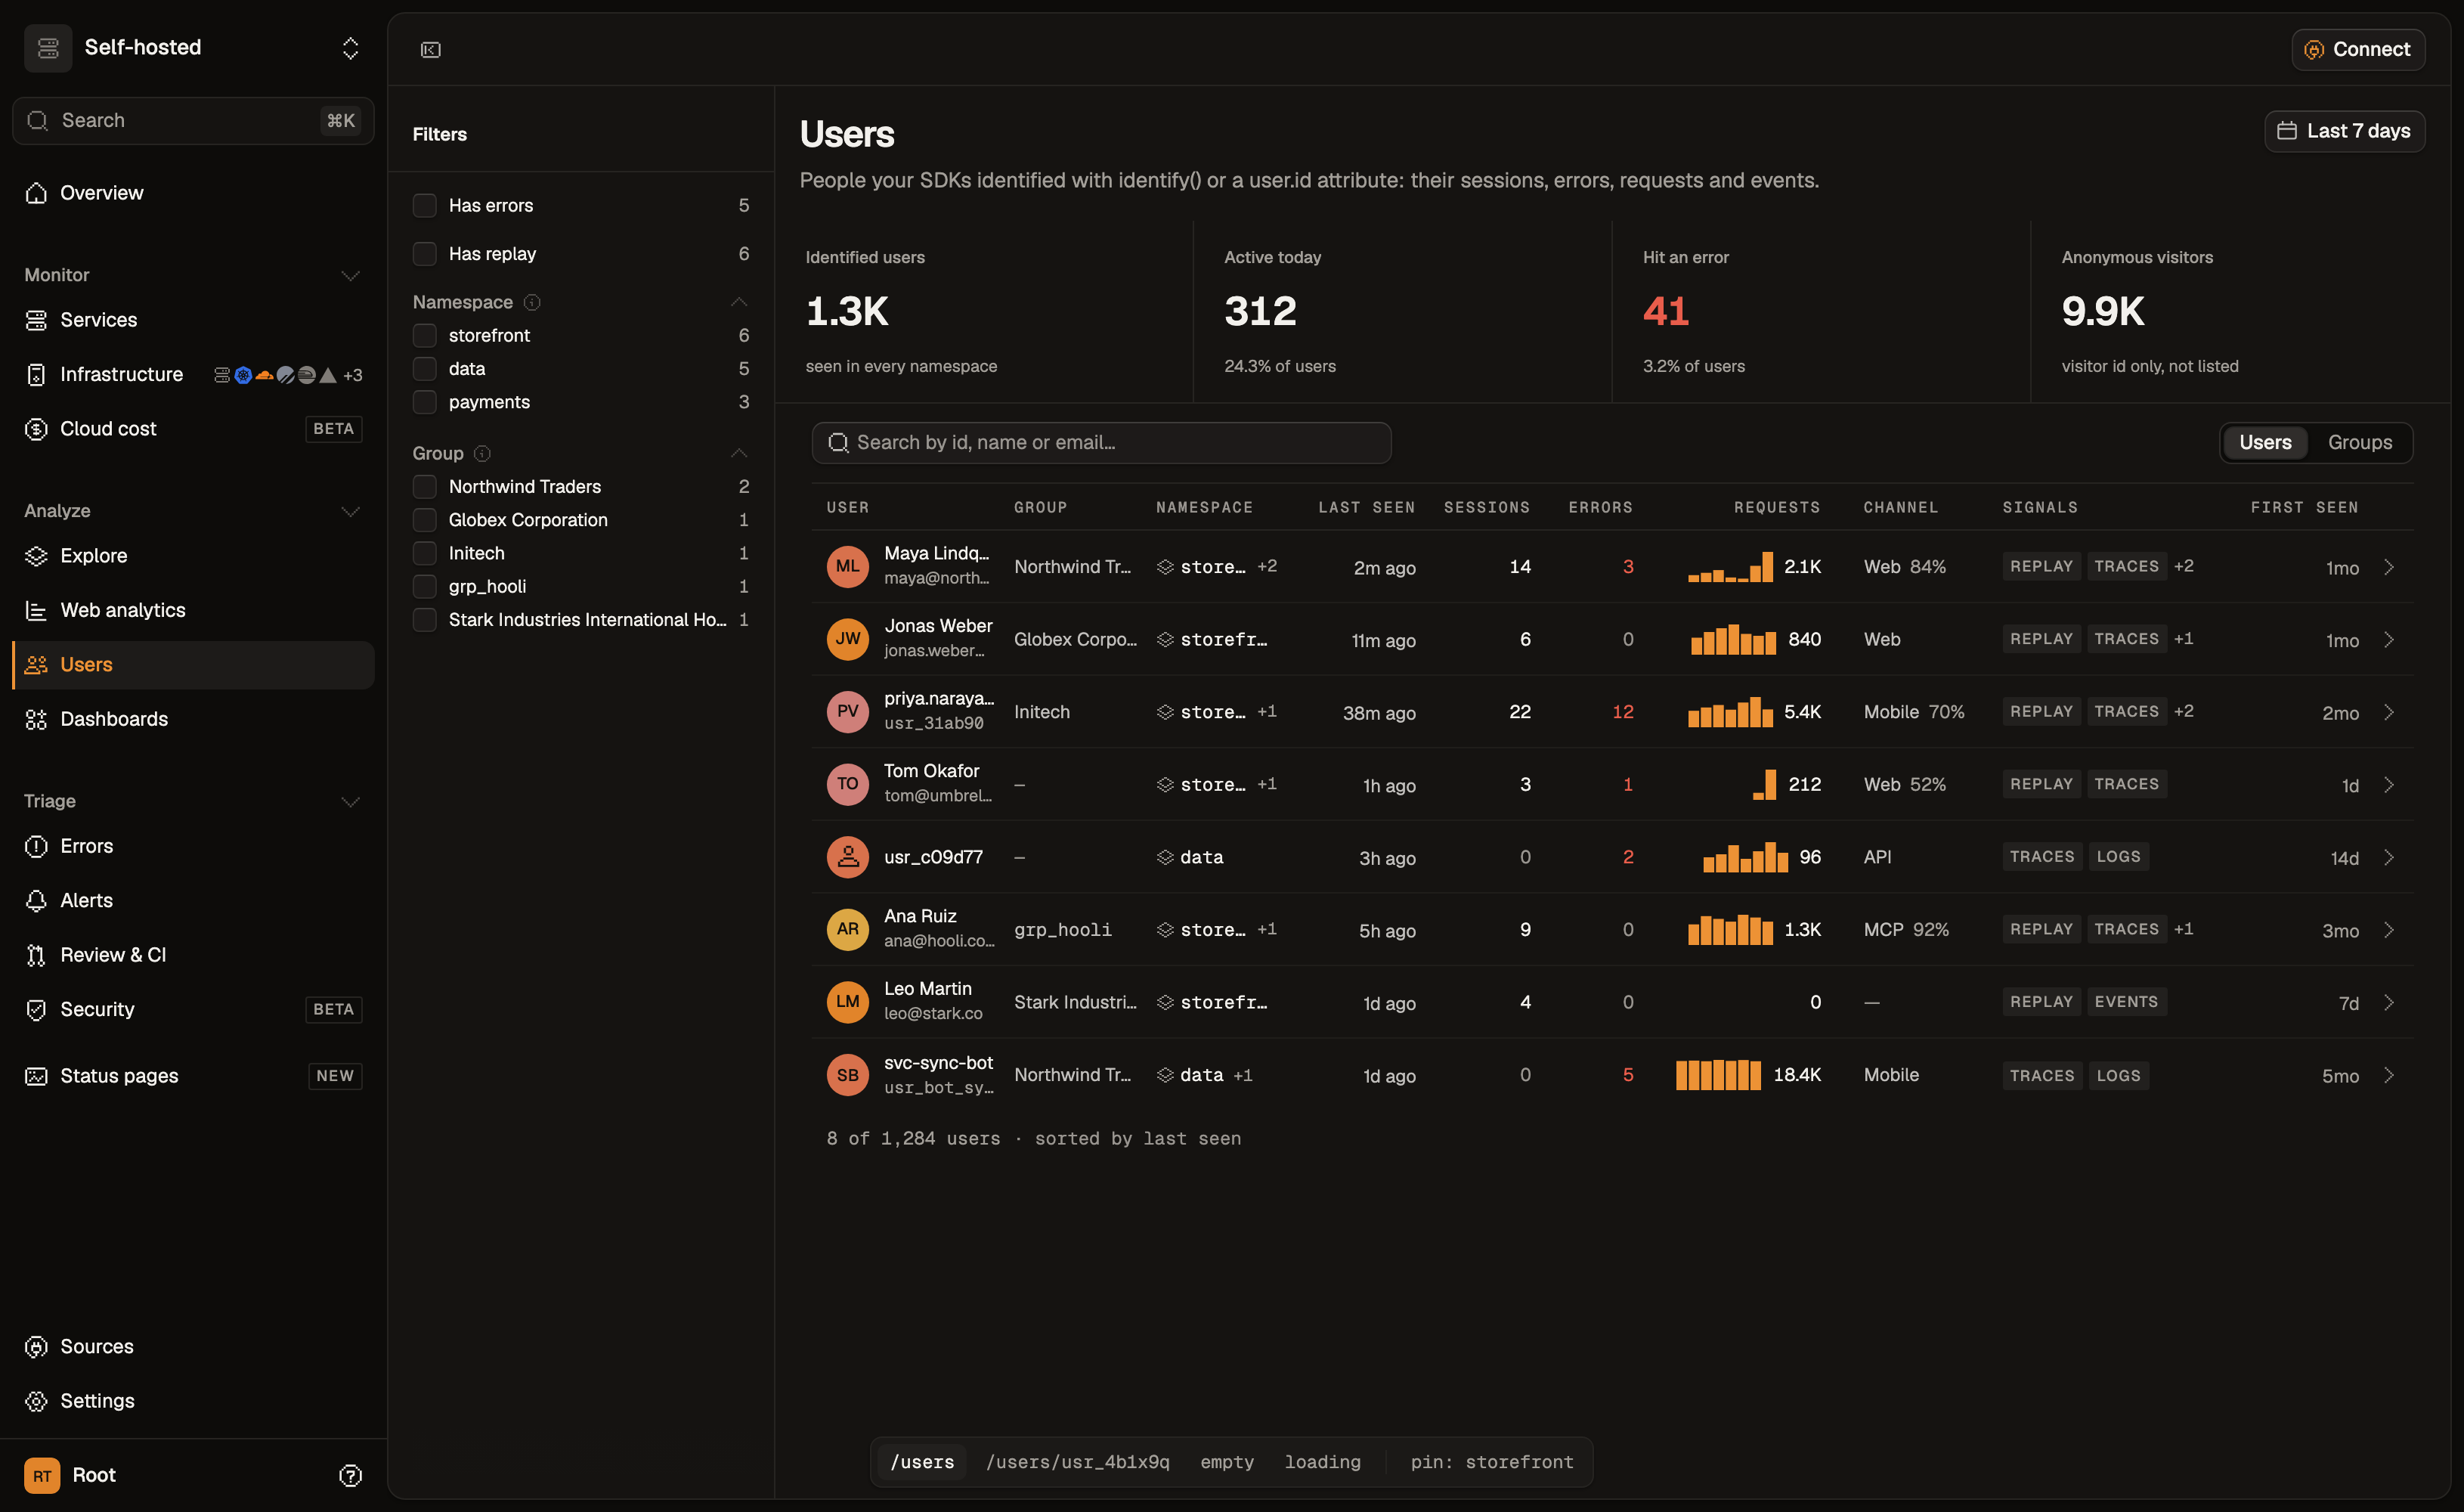 Self-hosted
Search ⌘K
Overview
Monitor
Services
Infrastructure +3
Cloud cost BETA
Analyze
Explore
Web analytics
Users
Dashboards
Triage
Errors
Alerts
Review & CI
Security BETA
Status pages NEW
Sources
Settings
RT Root
Connect
Filters
Has errors 5
Has replay 6
Namespace
storefront 6
data 5
payments 3
Group
Northwind Traders 2
Globex Corporation 1
Initech 1
grp_hooli 1
Stark Industries International Ho... 1
Users
Last 7 days
People your SDKs identified with identify() or a user.id attribute: their sessions, errors, requests and events.
Identified users
1.3K
seen in every namespace
Active today
312
24.3% of users
Hit an error
41
3.2% of users
Anonymous visitors
9.9K
visitor id only, not listed
Search by id, name or email...
Users Groups
USER GROUP NAMESPACE LAST SEEN SESSIONS ERRORS REQUESTS CHANNEL SIGNALS FIRST SEEN
ML Maya Lindq... Northwind Tr... store... +2 2m ago 14 3 2.1K Web 84% REPLAY TRACES +2 1mo
maya@north...
JW Jonas Weber Globex Corpo... storefr... 11m ago 6 0 840 Web REPLAY TRACES +1 1mo
jonas.weber...
PV priya.naraya... Initech store... +1 38m ago 22 12 5.4K Mobile 70% REPLAY TRACES +2 2mo
usr_31ab90
TO Tom Okafor – store... +1 1h ago 3 1 212 Web 52% REPLAY TRACES 1d
tom@umbrel...
usr_c09d77 – data 3h ago 0 2 96 API TRACES LOGS 14d
AR Ana Ruiz grp_hooli store... +1 5h ago 9 0 1.3K MCP 92% REPLAY TRACES +1 3mo
ana@hooli.co...
LM Leo Martin Stark Industri... storefr... 1d ago 4 0 0 — REPLAY EVENTS 7d
leo@stark.co
SB svc-sync-bot Northwind Tr... data +1 1d ago 0 5 18.4K Mobile TRACES LOGS 5mo
usr_bot_sy...
8 of 1,284 users · sorted by last seen
/users /users/usr_4b1x9q empty loading pin: storefront